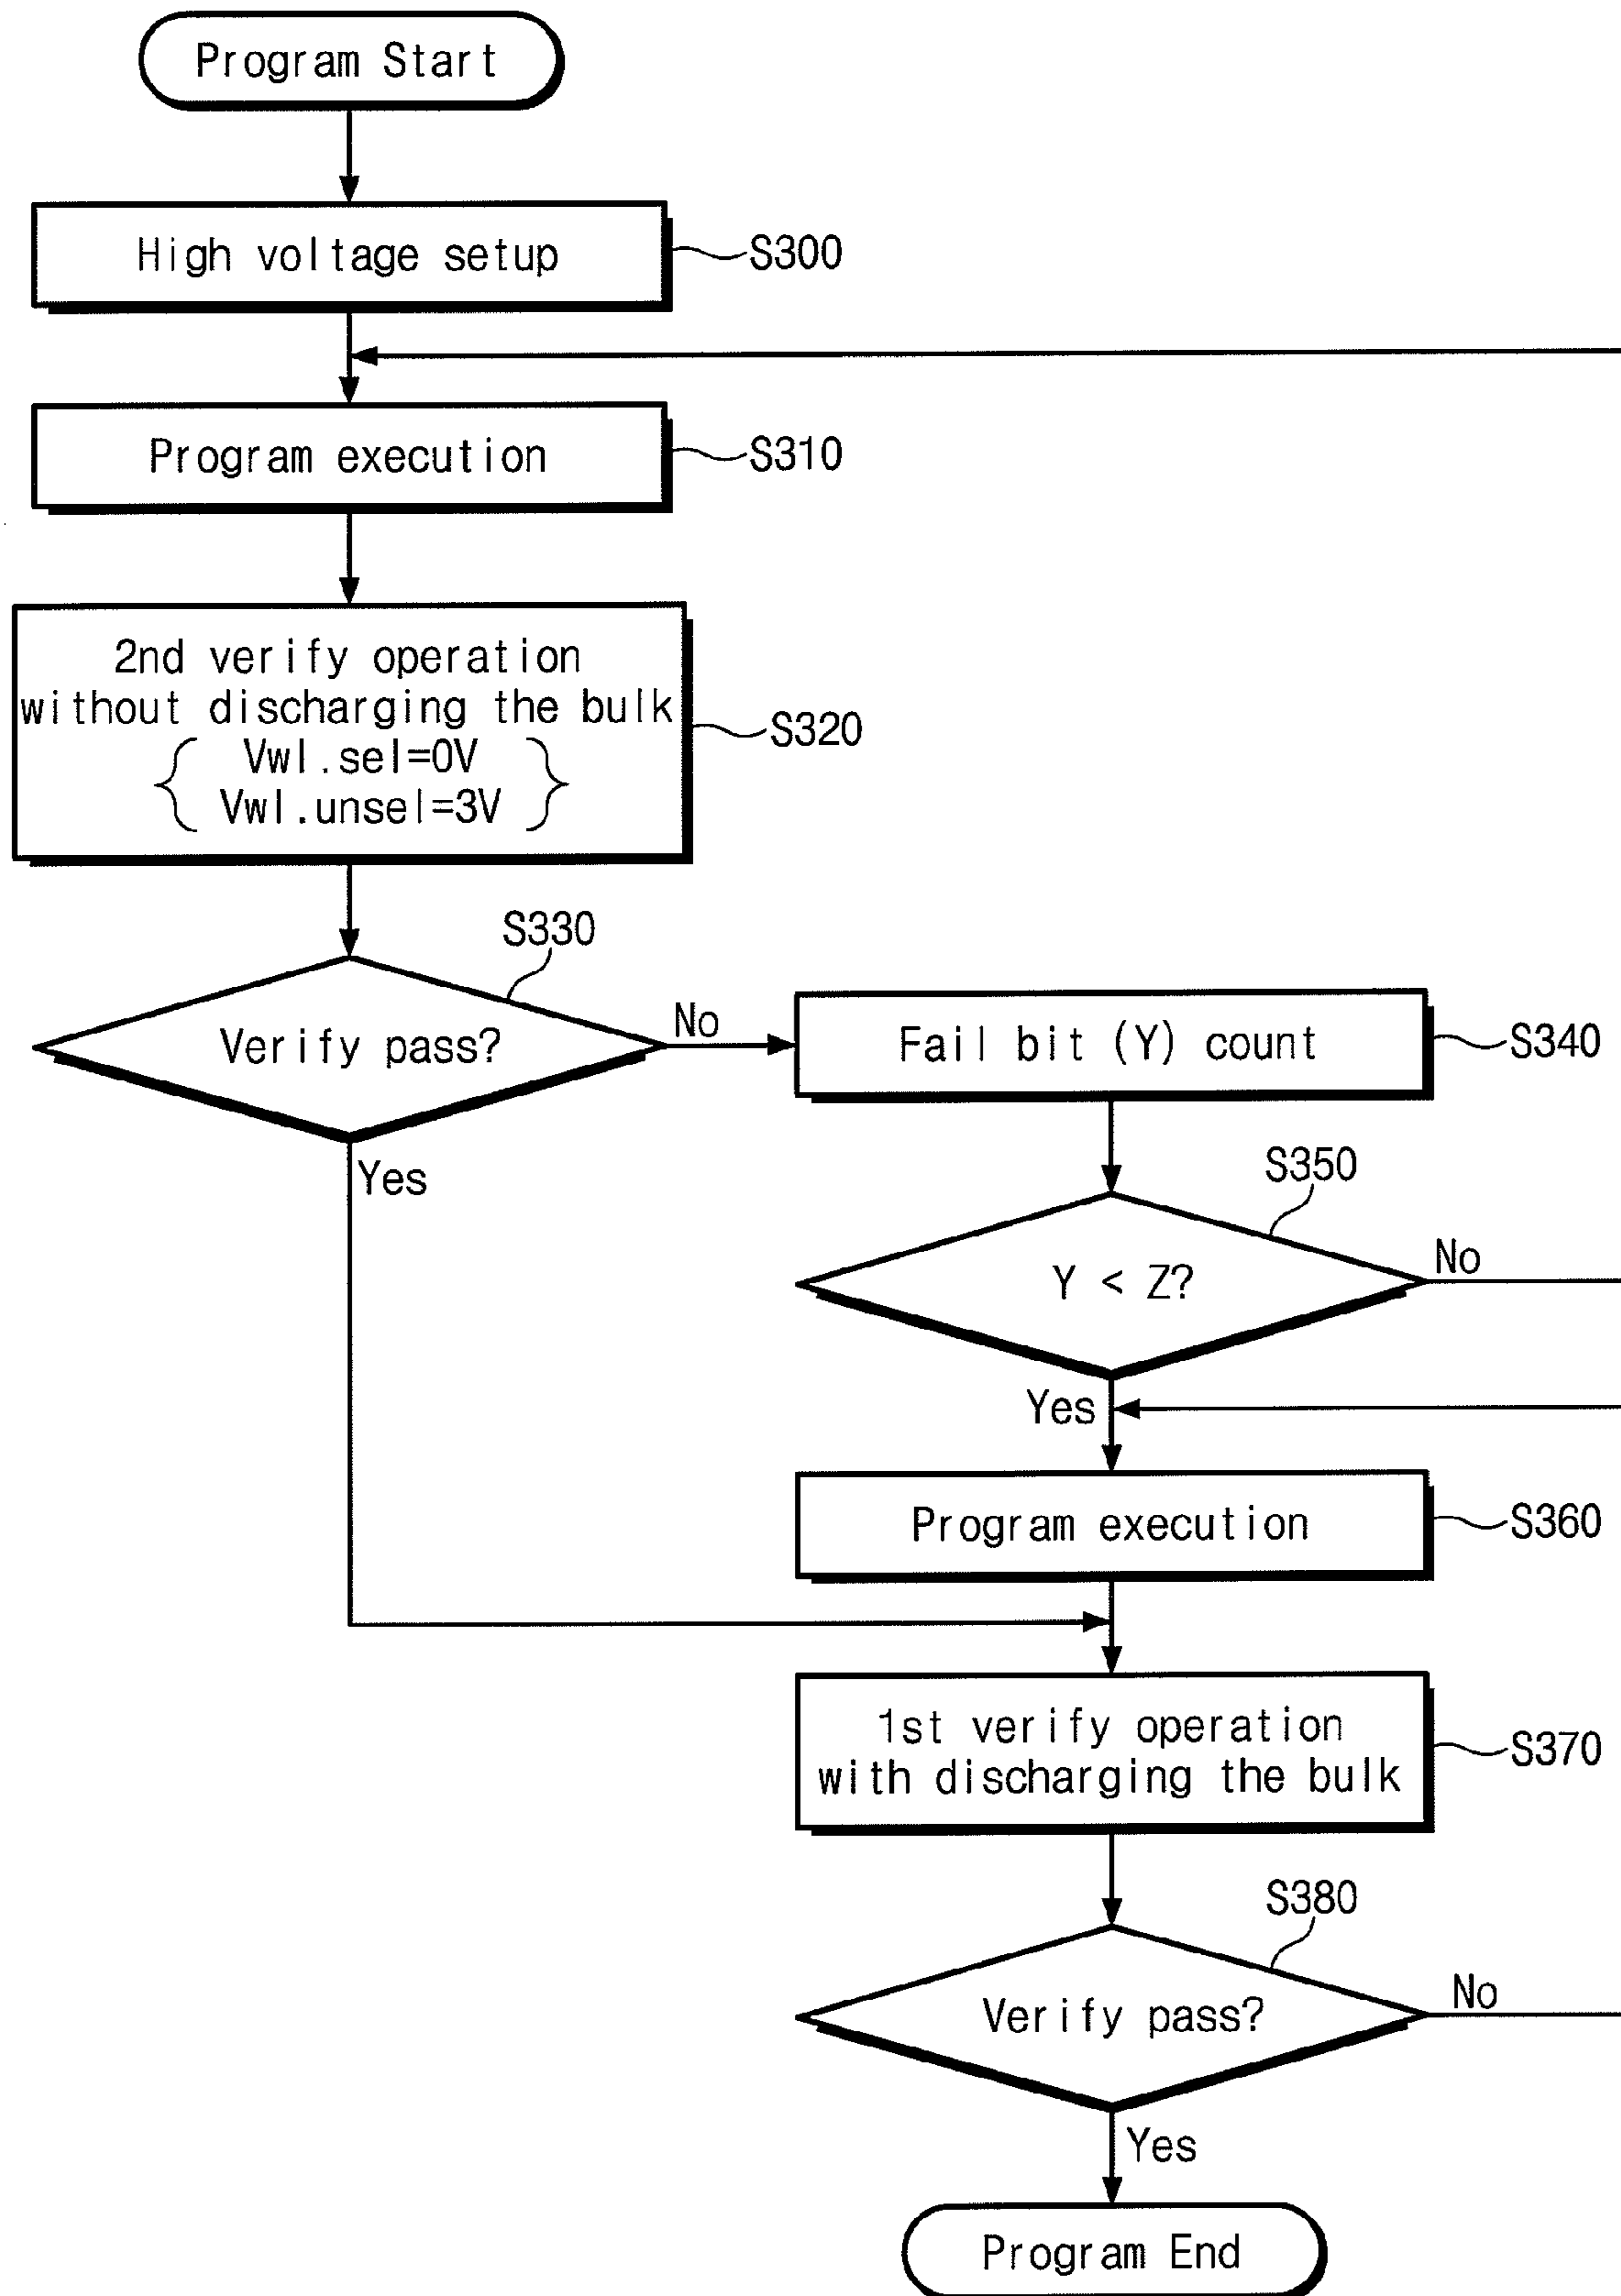 Program Start
High voltage setup
S300
Program execution
S310
2nd verify operation
without discharging the bulk
Vwl.sel=0V
Vwl.unsel=3V
S320
S330
Verify pass?
No
Yes
Fail bit (Y) count
S340
S350
Y < Z?
No
Yes
Program execution
S360
1st verify operation
with discharging the bulk
S370
S380
Verify pass?
No
Yes
Program End